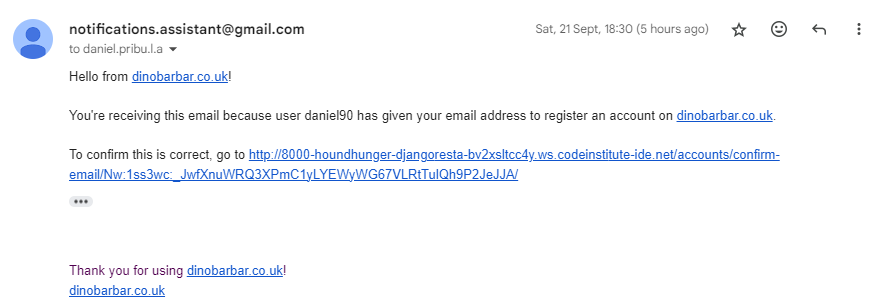 notifications.assistant@gmail.com
Sat, 21 Sept, 18:30 (5 hours ago)
to daniel.pribu.l.a
Hello from dinobarbar.co.uk!
You're receiving this email because user daniel90 has given your email address to register an account on dinobarbar.co.uk.
To confirm this is correct, go to http://8000-houndhunger-djangoresta-bv2xsltcc4y.ws.codeinstitute-ide.net/accounts/confirm-
email/Nw:1ss3wc:_JwfXnuWRQ3XPmC1yLYEWyWG67VLRtTulQh9P2JeJJA/
Thank you for using dinobarbar.co.uk!
dinobarbar.co.uk